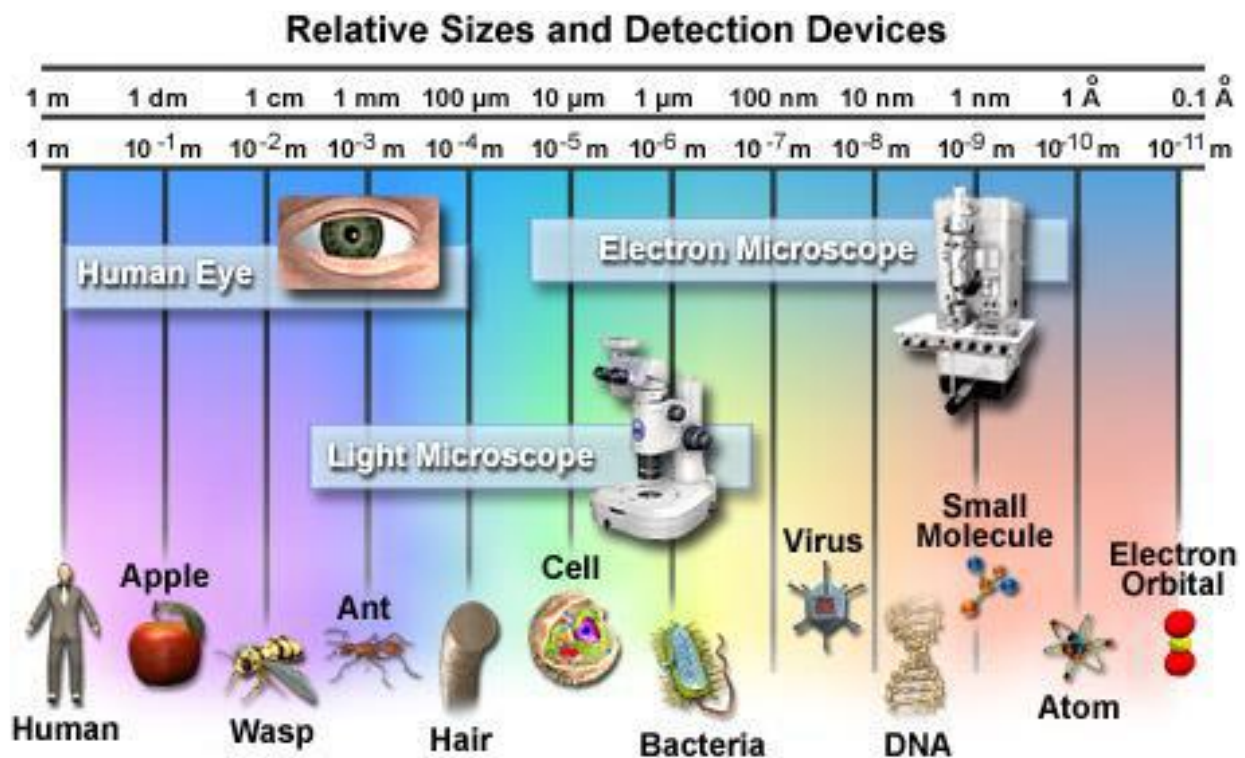 Relative Sizes and Detection Devices
1 m 1 dm 1 cm 1 mm 100 µm 10 µm 1 µm 100 nm 10 nm 1 nm 1 Å 0.1 Å
1 m 10⁻¹ m 10⁻² m 10⁻³ m 10⁻⁴ m 10⁻⁵ m 10⁻⁶ m 10⁻⁷ m 10⁻⁸ m 10⁻⁹ m 10⁻¹⁰ m 10⁻¹¹ m
Human Eye
Electron Microscope
Light Microscope
Human
Apple
Wasp
Ant
Hair
Cell
Bacteria
Virus
DNA
Small
Molecule
Atom
Electron
Orbital